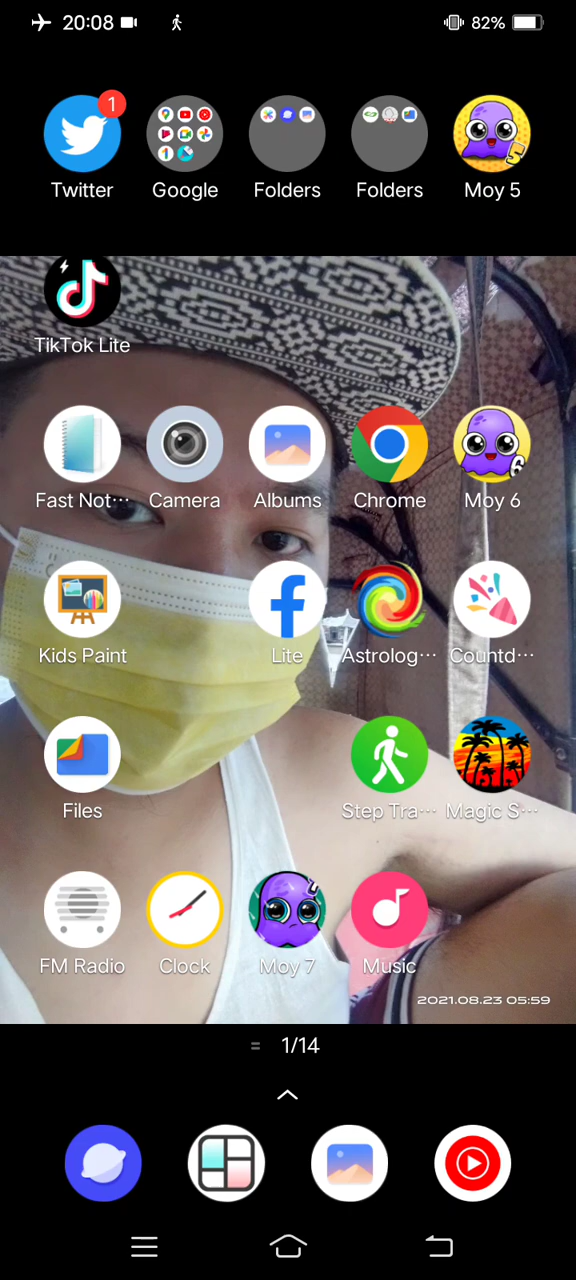 20:08
82%
1
Twitter
Google
Folders
Folders
Moy 5
TikTok Lite
Fast Not···
Camera
Albums
Chrome
Moy 6
Kids Paint
Lite
Astrolog···
Countd···
Files
Step Tra···
Magic S···
FM Radio
Clock
Moy 7
Music
2021.08.23 05:59
1/14